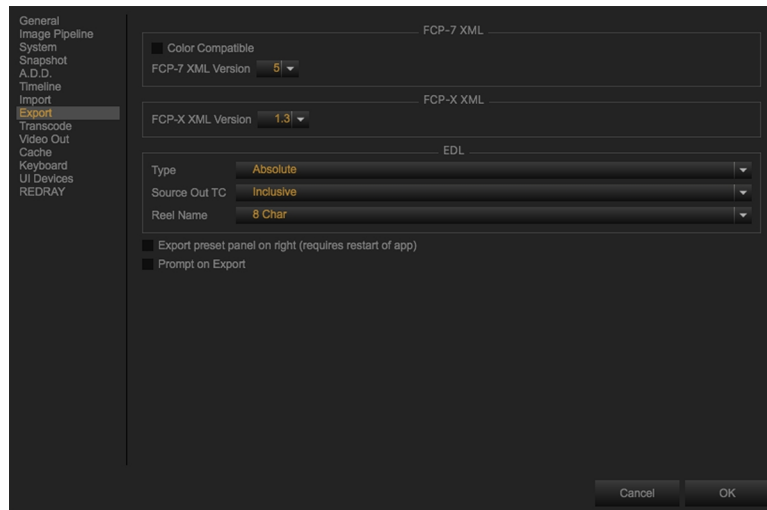 General
Image Pipeline
System
Snapshot
A.D.D.
Timeline
Import
Export
Transcode
Video Out
Cache
Keyboard
UI Devices
REDRAY
FCP-7 XML
Color Compatible
FCP-7 XML Version 5
FCP-X XML
FCP-X XML Version 1.3
EDL
Type Absolute
Source Out TC Inclusive
Reel Name 8 Char
Export preset panel on right (requires restart of app)
Prompt on Export
Cancel OK